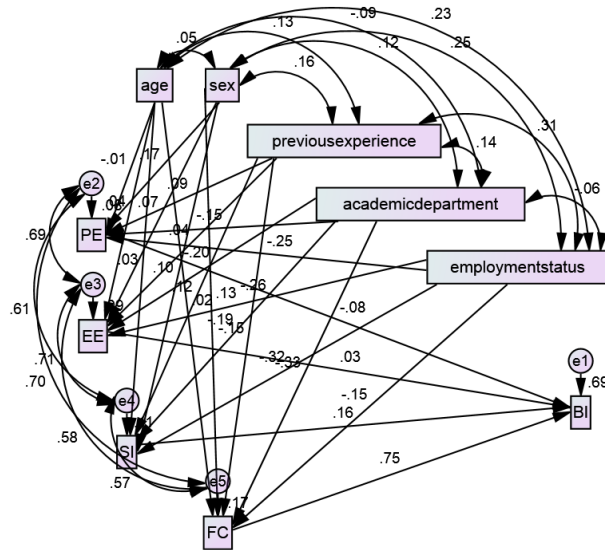 .23
-.09
.13
.25
.05
.12
.16
age
sex
.31
previousexperience
.14
-.01
.17
-.06
e2
.09
academicdepartment
.07
-.15
PE
.04
-.25
.69
.03
-.20
employmentstatus
.10
-.26
e3
.12
.02
.13
.61
-.08
EE
-.19
-.15
.71
-.32
-.33
.03
e1
.70
.69
e4
-.15
BI
.16
SI
.58
.75
.57
e5
.17
FC